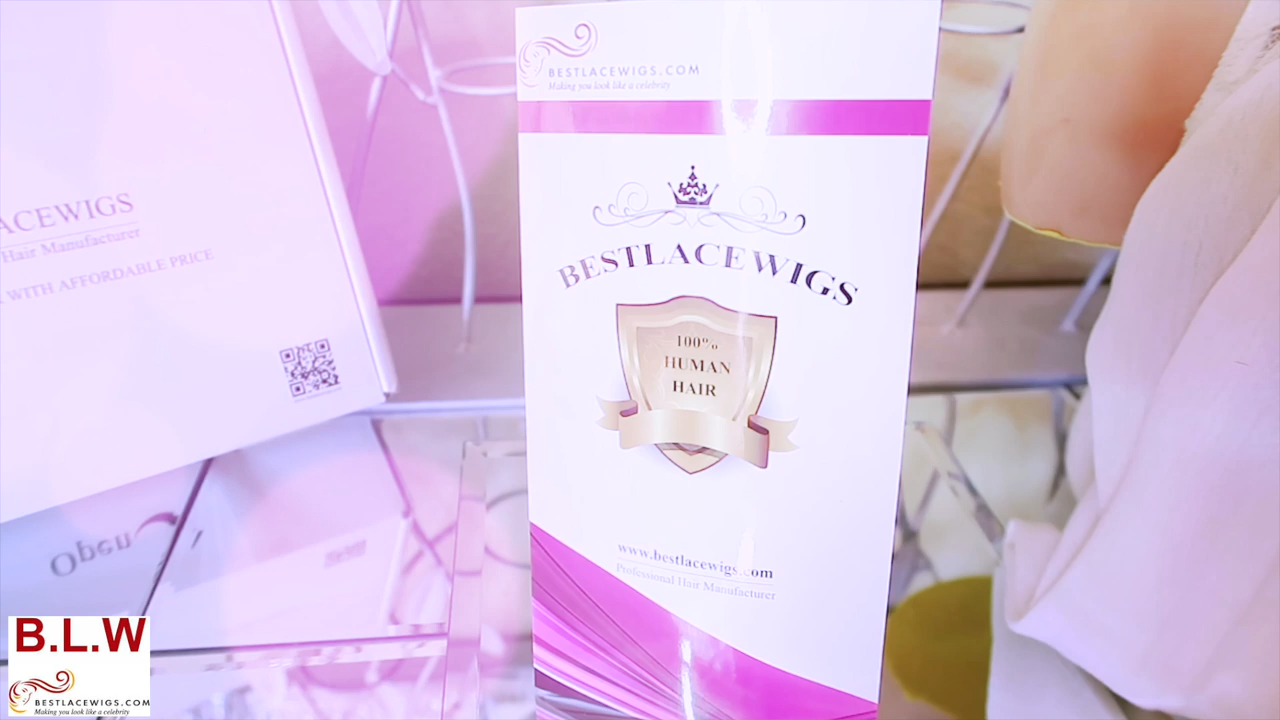 BESTLACEWIGS.COM
Making you look like a celebrity
BESTLACEWIGS
100%
HUMAN
HAIR
www.bestlacewigs.com
Professional Hair Manufacturer
ACEWIGS
Hair Manufacturer
WITH AFFORDABLE PRICE
Open
B.L.W
BESTLACEWIGS.COM
Making you look like a celebrity